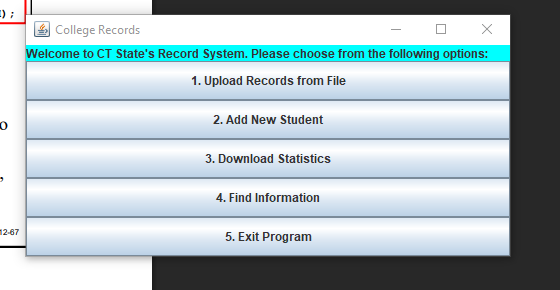 ) ;
College Records
Welcome to CT State's Record System. Please choose from the following options:
1. Upload Records from File
2. Add New Student
3. Download Statistics
4. Find Information
5. Exit Program
o
,
12-67